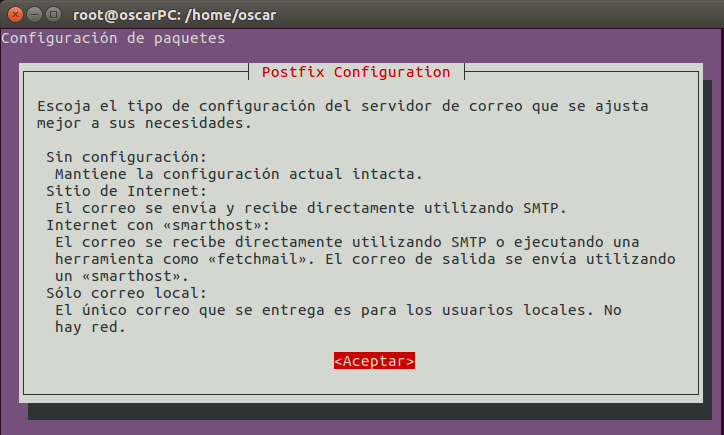 root@oscarPC: /home/oscar
Configuración de paquetes
Postfix Configuration
Escoja el tipo de configuración del servidor de correo que se ajusta
mejor a sus necesidades.
Sin configuración:
Mantiene la configuración actual intacta.
Sitio de Internet:
El correo se envía y recibe directamente utilizando SMTP.
Internet con «smarthost»:
El correo se recibe directamente utilizando SMTP o ejecutando una
herramienta como «fetchmail». El correo de salida se envía utilizando
un «smarthost».
Sólo correo local:
El único correo que se entrega es para los usuarios locales. No
hay red.
<Aceptar>